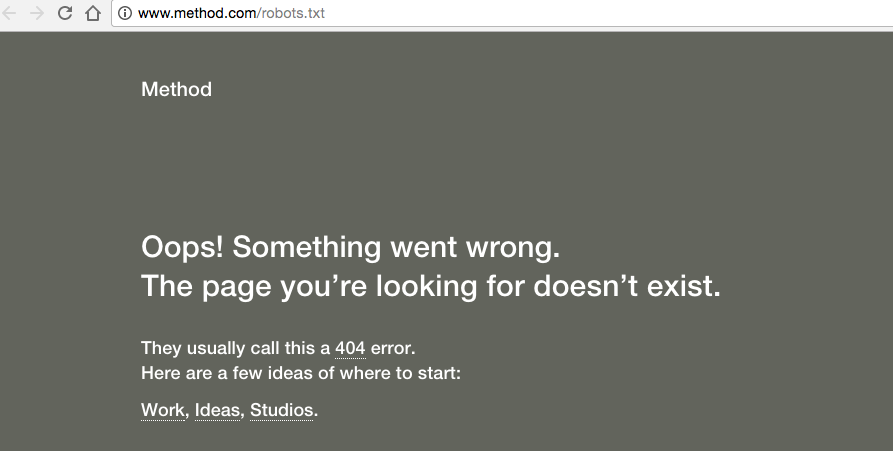 www.method.com/robots.txt
Method
Oops! Something went wrong.
The page you’re looking for doesn’t exist.
They usually call this a 404 error.
Here are a few ideas of where to start:
Work, Ideas, Studios.